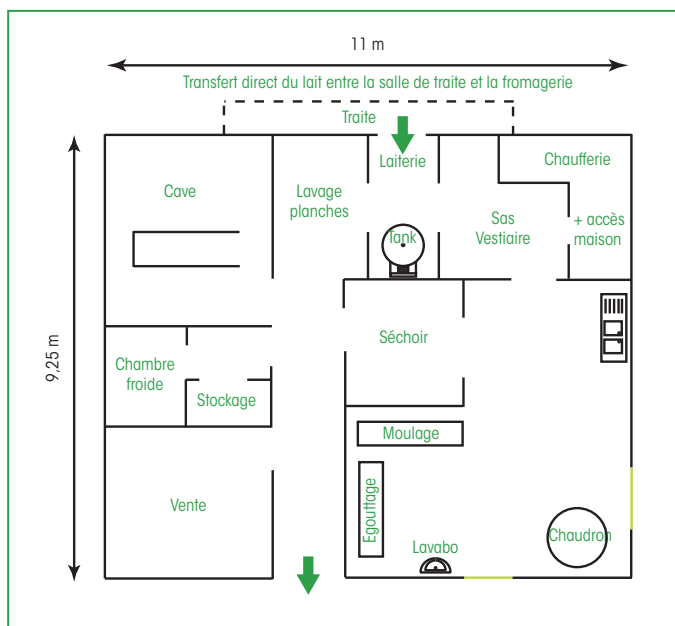 11 m
Transfert direct du lait entre la salle de traite et la fromagerie
Traite
Laiterie
Chaufferie
Cave
Lavage
planches
Sas
Vestiaire
+ accès
maison
Tank
9,25 m
Séchoir
Chambre
froide
Stockage
Moulage
Egouttage
Vente
Lavabo
Chaudron